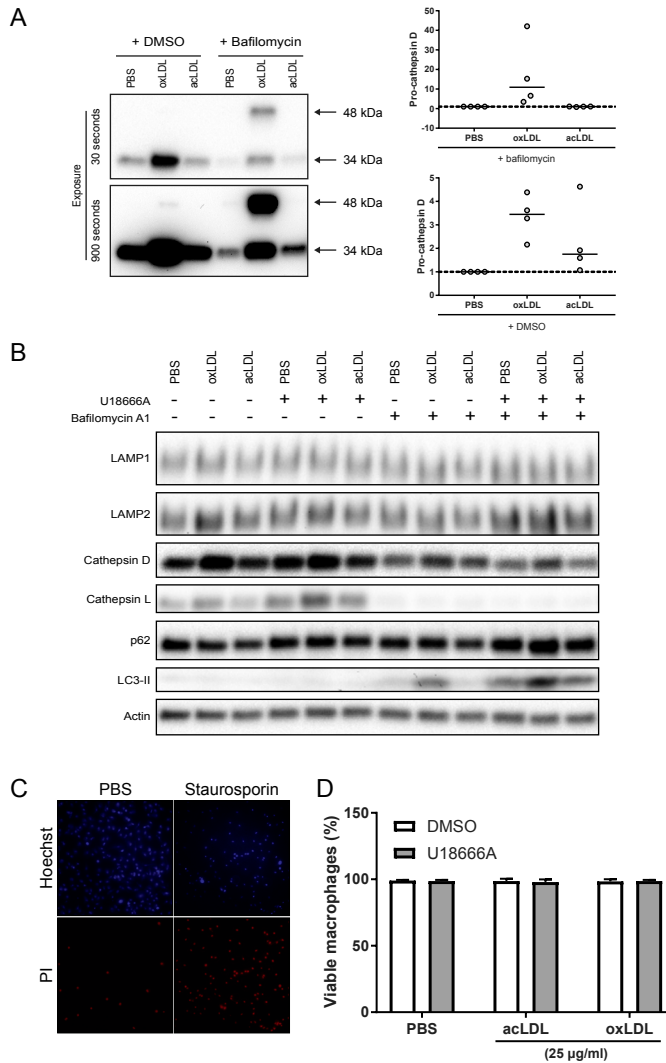 A
+ DMSO
+ Bafilomycin
PBS
oxLDL
acLDL
PBS
oxLDL
acLDL
Exposure
30 seconds
48 kDa
34 kDa
900 seconds
48 kDa
34 kDa
Pro-cathepsin D
50
40
30
20
10
0
-10
PBS oxLDL acLDL
+ bafilomycin
Pro-cathepsin D
5
4
3
2
1
0
PBS oxLDL acLDL
+ DMSO
B
PBS oxLDL acLDL PBS oxLDL acLDL PBS oxLDL acLDL PBS oxLDL acLDL
U18666A - - - + + + - - - + + +
Bafilomycin A1 - - - - - - + + + + + +
LAMP1
LAMP2
Cathepsin D
Cathepsin L
p62
LC3-II
Actin
C
PBS Staurosporin
Hoechst
PI
D
Viable macrophages (%)
150
100
50
0
DMSO
U18666A
PBS acLDL oxLDL
(25 µg/ml)